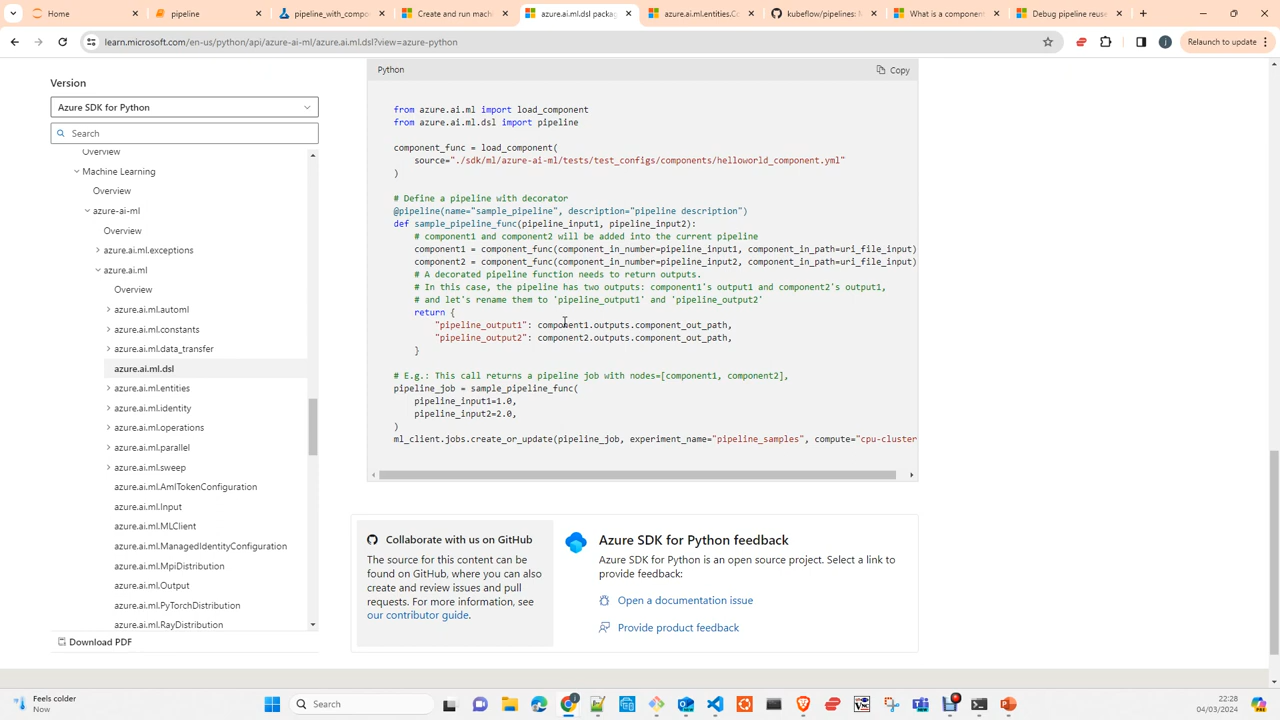 Home
pipeline
pipeline_with_compo
Create and run machi
azure.ai.ml.dsl packag
azure.ai.ml.entities.Co
kubeflow/pipelines: M
What is a component
Debug pipeline reuse
learn.microsoft.com/en-us/python/api/azure-ai-ml/azure.ai.ml.dsl?view=azure-python
Relaunch to update
Version
Azure SDK for Python
Search
Overview
Machine Learning
Overview
azure-ai-ml
Overview
azure.ai.ml.exceptions
azure.ai.ml
Overview
azure.ai.ml.automl
azure.ai.ml.constants
azure.ai.ml.data_transfer
azure.ai.ml.dsl
azure.ai.ml.entities
azure.ai.ml.identity
azure.ai.ml.operations
azure.ai.ml.parallel
azure.ai.ml.sweep
azure.ai.ml.AmlTokenConfiguration
azure.ai.ml.Input
azure.ai.ml.MLClient
azure.ai.ml.ManagedIdentityConfiguration
azure.ai.ml.MpiDistribution
azure.ai.ml.Output
azure.ai.ml.PyTorchDistribution
azure.ai.ml.RayDistribution
Download PDF
Python
Copy
from azure.ai.ml import load_component
from azure.ai.ml.dsl import pipeline
component_func = load_component(
source="./sdk/ml/azure-ai-ml/tests/test_configs/components/helloworld_component.yml"
)
# Define a pipeline with decorator
@pipeline(name="sample_pipeline", description="pipeline description")
def sample_pipeline_func(pipeline_input1, pipeline_input2):
# component1 and component2 will be added into the current pipeline
component1 = component_func(component_in_number=pipeline_input1, component_in_path=uri_file_input)
component2 = component_func(component_in_number=pipeline_input2, component_in_path=uri_file_input)
# A decorated pipeline function needs to return outputs.
# In this case, the pipeline has two outputs: component1's output1 and component2's output1,
# and let's rename them to 'pipeline_output1' and 'pipeline_output2'
return {
"pipeline_output1": component1.outputs.component_out_path,
"pipeline_output2": component2.outputs.component_out_path,
}
# E.g.: This call returns a pipeline job with nodes=[component1, component2],
pipeline_job = sample_pipeline_func(
pipeline_input1=1.0,
pipeline_input2=2.0,
)
ml_client.jobs.create_or_update(pipeline_job, experiment_name="pipeline_samples", compute="cpu-cluster
Collaborate with us on GitHub
The source for this content can be
found on GitHub, where you can also
create and review issues and pull
requests. For more information, see
our contributor guide.
Azure SDK for Python feedback
Azure SDK for Python is an open source project. Select a link to
provide feedback:
Open a documentation issue
Provide product feedback
Feels colder
Now
Search
22:28
04/03/2024